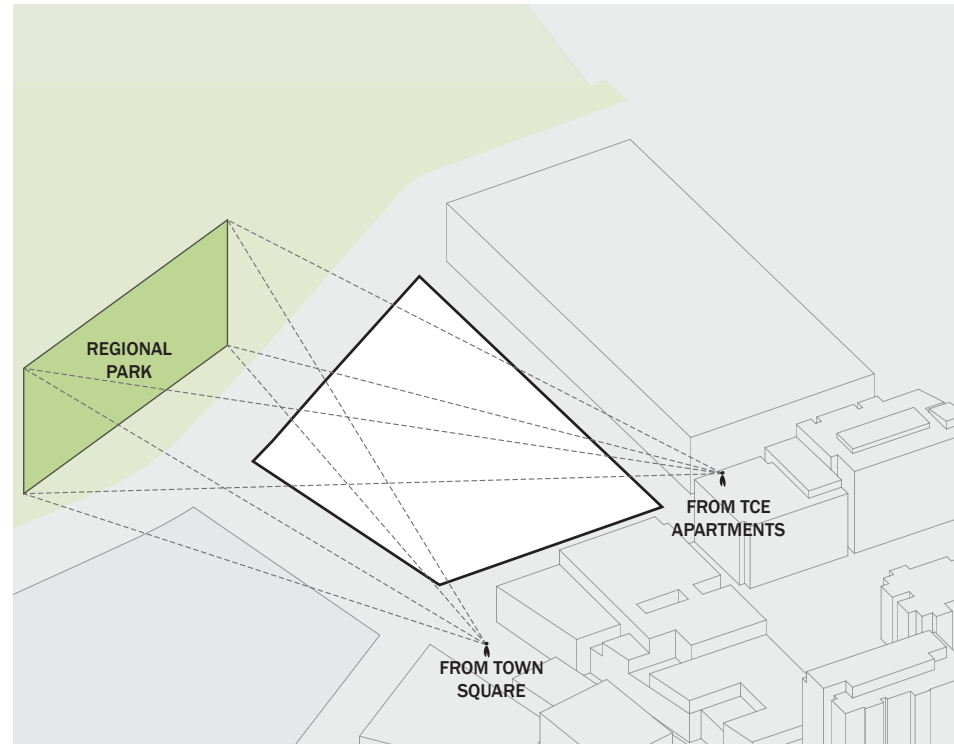 REGIONAL
PARK
FROM TCE
APARTMENTS
FROM TOWN
SQUARE